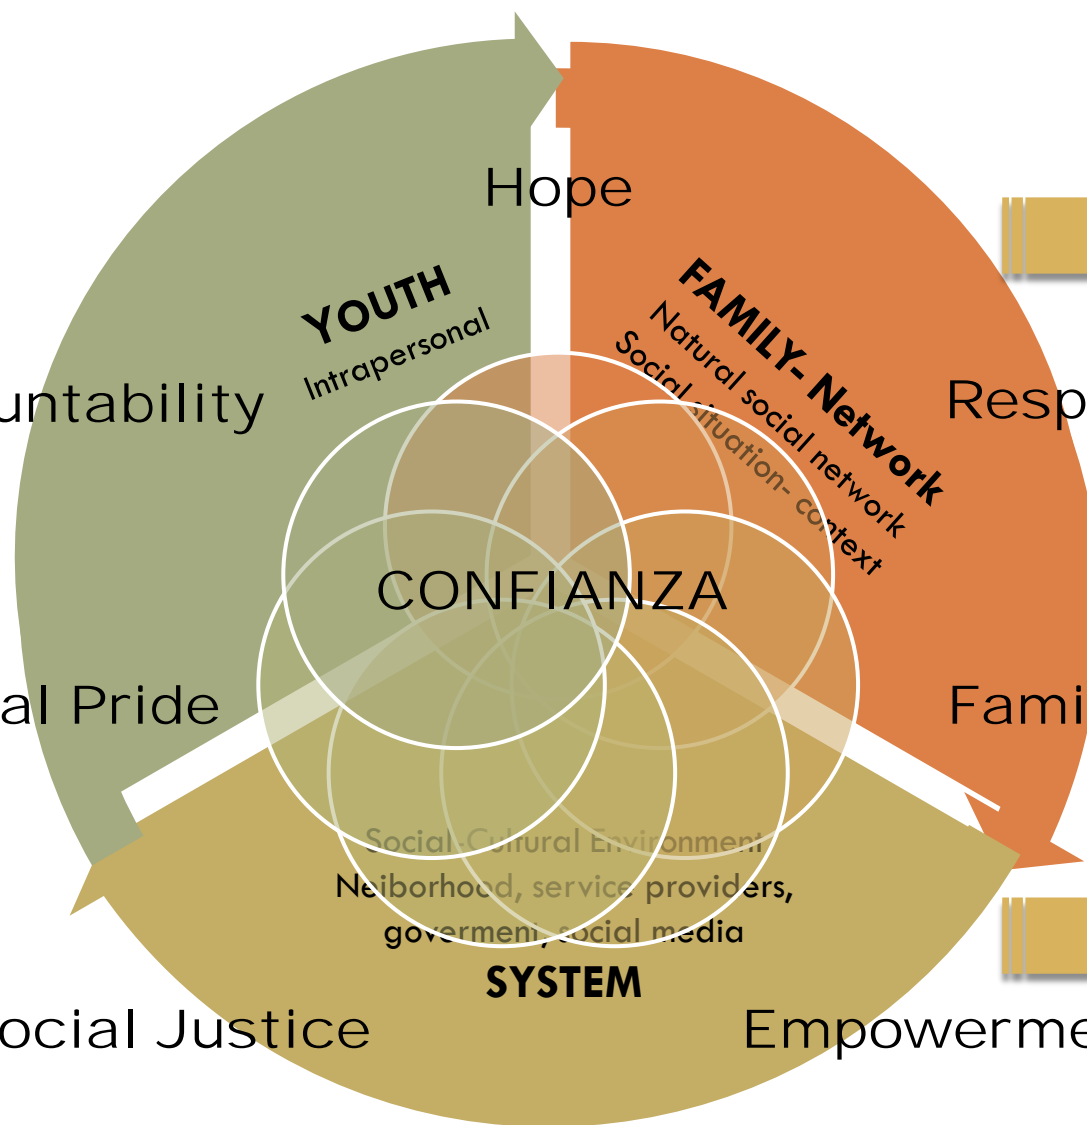 Hope
YOUTH
Intrapersonal
FAMILY- Network
Natural social network
Social situation- context
untability
Resp
CONFIANZA
al Pride
Fami
Social-Cultural Environment
Neiborhood, service providers,
goverment, social media
SYSTEM
ocial Justice
Empowerme